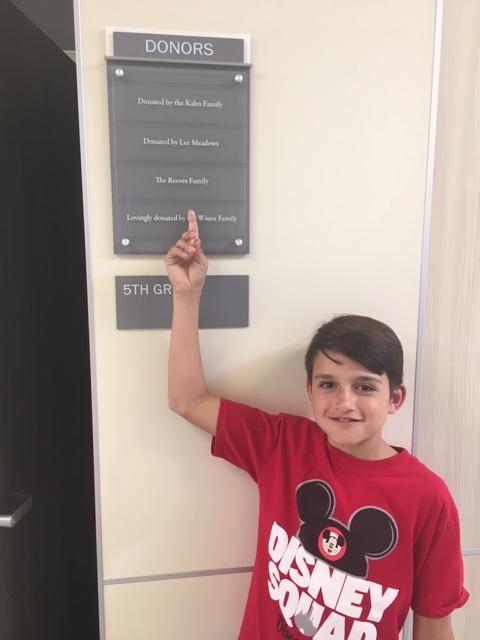 DONORS
Donated by the Kahn Family
Donated by Lee Meadows
The Reeves Family
Lovingly donated by Wister Family
5TH GR
DISNEY
SQUAD